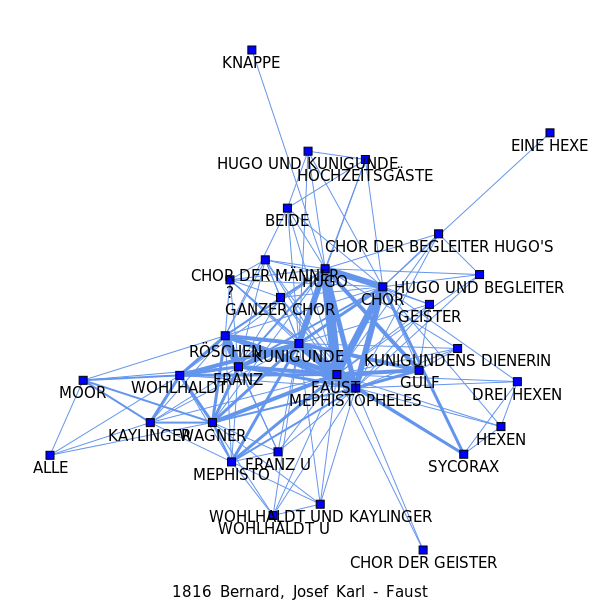 KNAPPE
EINE HEXE
HUGO UND KUNIGUNDE
HOCHZEITSGÄSTE
BEIDE
CHOR DER BEGLEITER HUGO'S
CHOR DER MÄNNER
HUGO
HUGO UND BEGLEITER
?
CHOR
GANZER CHOR
GEISTER
RÖSCHEN
KUNIGUNDE
KUNIGUNDENS DIENERIN
FRANZ
GULF
WOHLHALDT
FAUST
MOOR
DREI HEXEN
MEPHISTOPHELES
KAYLINGER
WAGNER
HEXEN
ALLE
FRANZ U
SYCORAX
MEPHISTO
WOHLHALDT UND KAYLINGER
WOHLHALDT U
CHOR DER GEISTER
1816 Bernard, Josef Karl - Faust